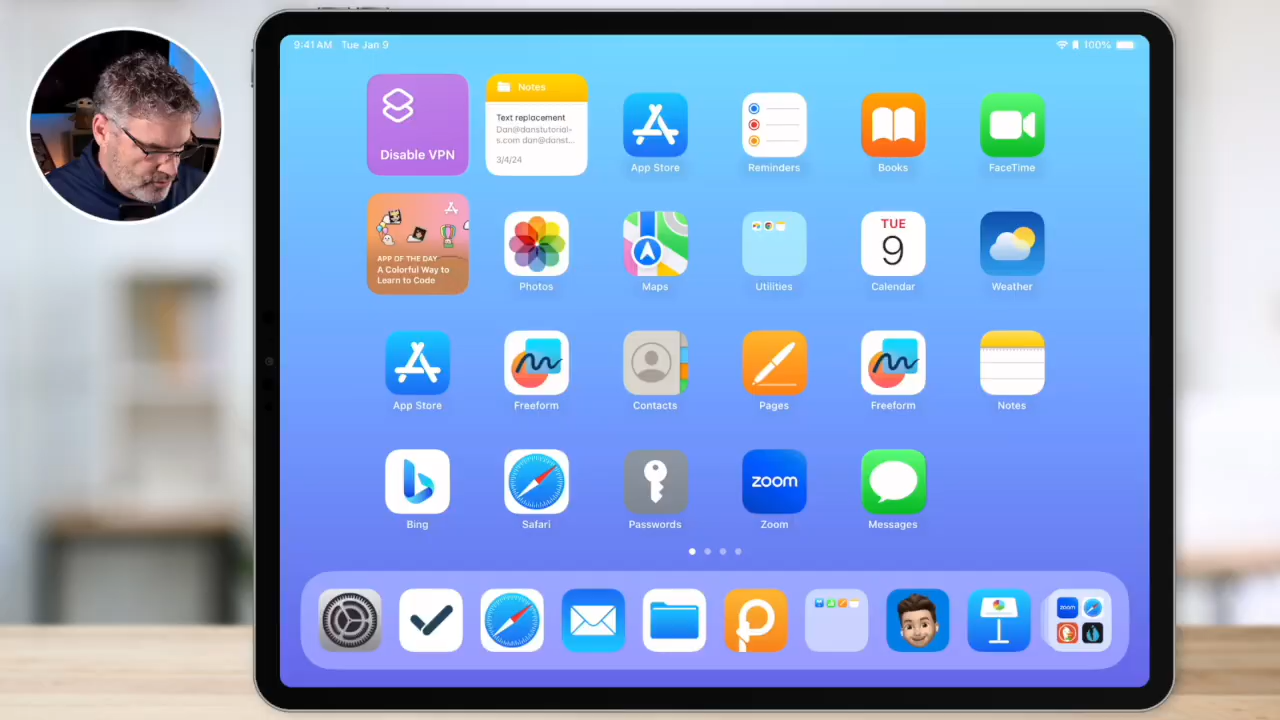 9:41 AM Tue Jan 9
100%
Disable VPN
Notes
Text replacement
Dan@danstutorial-
s.com dan@danst...
3/4/24
App Store
Reminders
Books
FaceTime
APP OF THE DAY
A Colorful Way to
Learn to Code
Photos
Maps
Utilities
TUE
9
Calendar
Weather
App Store
Freeform
Contacts
Pages
Freeform
Notes
Bing
Safari
Passwords
zoom
Zoom
Messages
zoom